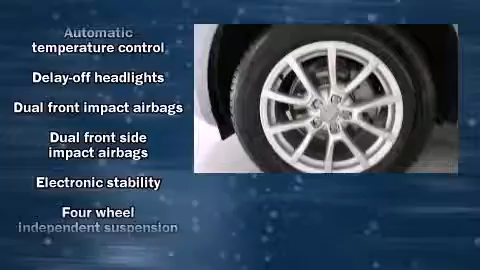 Automatic
temperature control
Delay-off headlights
Dual front impact airbags
Dual front side
impact airbags
Electronic stability
Four wheel
independent suspension